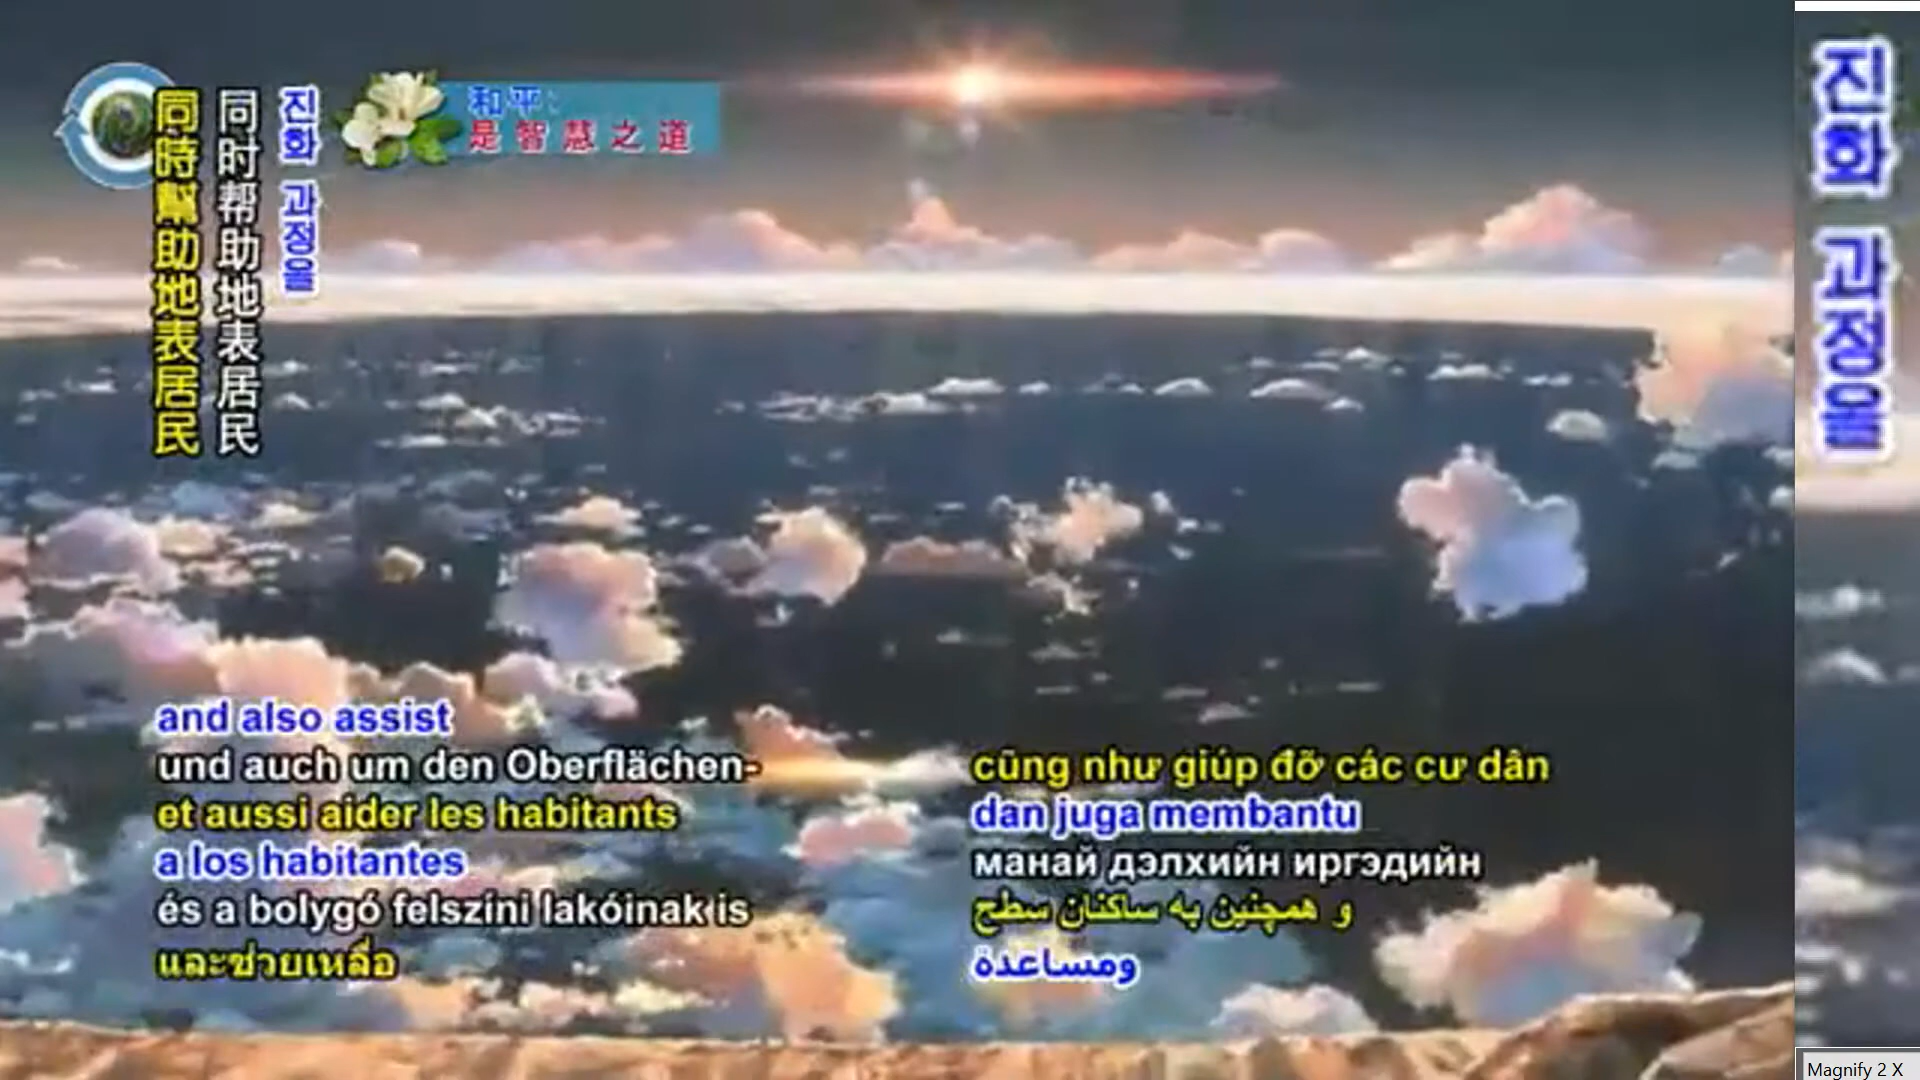 同時幫助地表居民
同时帮助地表居民
진화 과정을
和平:
是智慧之道
and also assist
und auch um den Oberflächen-
et aussi aider les habitants
a los habitantes
és a bolygó felszíni lakóinak is
และช่วยเหลือ
cũng như giúp đỡ các cư dân
dan juga membantu
манай дэлхийн иргэдийн
و همچنین به ساکنان سطح
ومساعدة
진화 과정을
Magnify 2 X